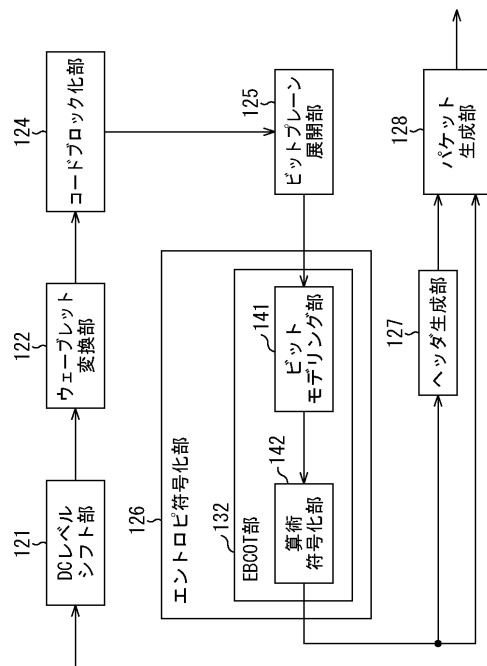 121
DCレベル
シフト部
122
ウェーブレット
変換部
124
コードブロック化部
126
エントロピ符号化部
132
EBCOT部
142
算術
符号化部
141
ビット
モデリング部
125
ビットプレーン
展開部
127
ヘッダ生成部
128
パケット
生成部